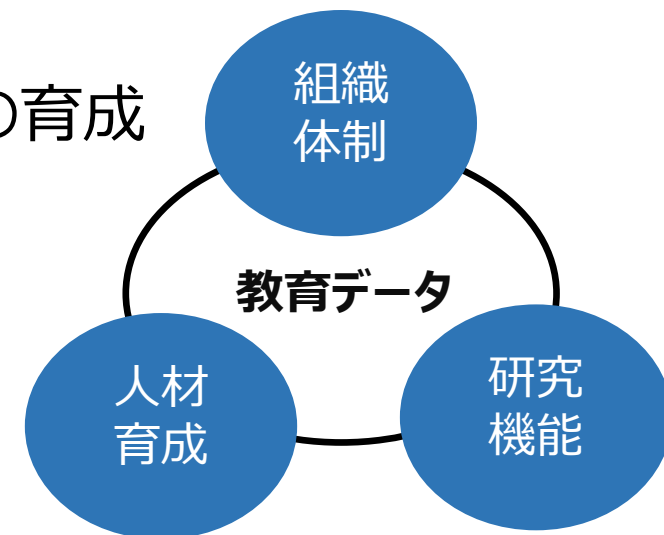 の育成
組織
体制
教育データ
人材
育成
研究
機能